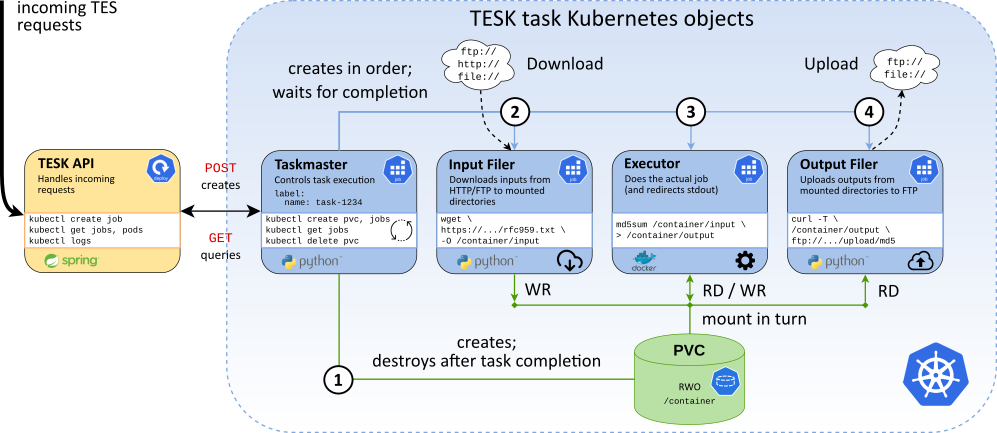 incoming TES
requests
TESK task Kubernetes objects
creates in order;
waits for completion
ftp://
http://
file://
Download
Upload
ftp://
file://
2
3
4
TESK API
Handles incoming
requests
deploy
kubectl create job
kubectl get jobs, pods
kubectl logs
spring
POST
creates
GET
queries
Taskmaster
Controls task execution
label:
name: task-1234
job
kubectl create pvc, jobs
kubectl get jobs
kubectl delete pvc
python™
Input Filer
Downloads inputs from
HTTP/FTP to mounted
directories
job
wget \
https://.../rfc959.txt \
-O /container/input
python™
Executor
Does the actual job
(and redirects stdout)
job
md5sum /container/input \
> /container/output
docker
Output Filer
Uploads outputs from
mounted directories to FTP
job
curl -T \
/container/output \
ftp://.../upload/md5
python™
WR
RD / WR
RD
mount in turn
creates;
destroys after task completion
1
PVC
RWO
/container